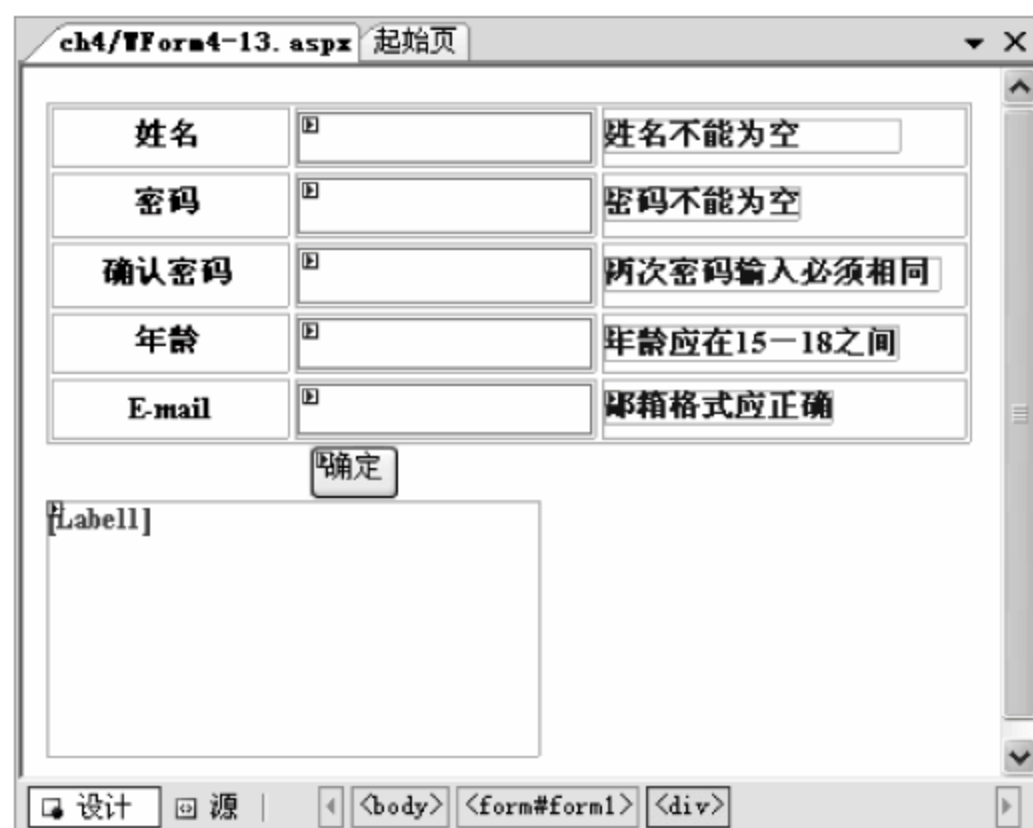 ch4/WForm4-13.aspx 起始页
姓名 姓名不能为空
密码 密码不能为空
确认密码 两次密码输入必须相同
年龄 年龄应在15—18之间
E-mail 邮箱格式应正确
确定
[Label1]
设计 源 <body> <form#form1> <div>